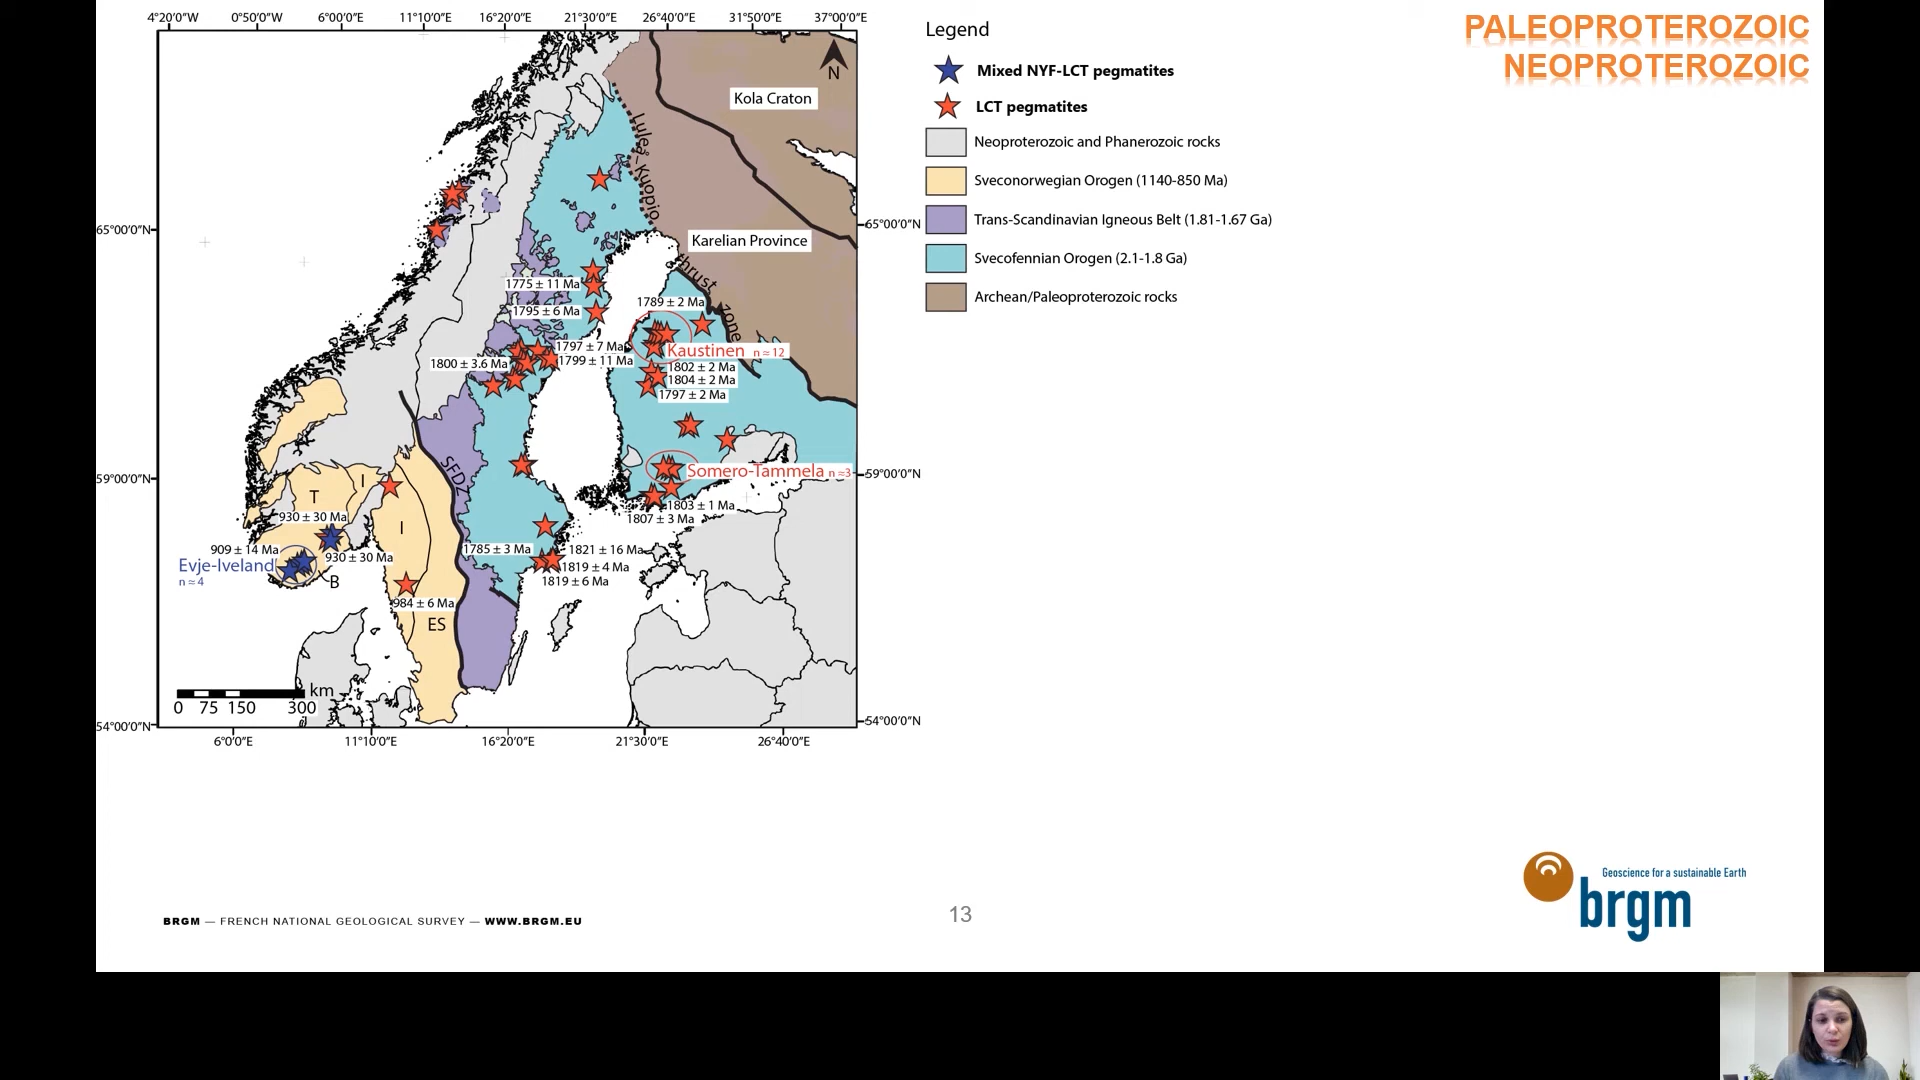 4°20'0"W 0°50'0"W 6°0'0"E 11°10'0"E 16°20'0"E 21°30'0"E 26°40'0"E 31°50'0"E 37°00'0"E
PALEOPROTEROZOIC
NEOPROTEROZOIC
Legend
Mixed NYF-LCT pegmatites
LCT pegmatites
Neoproterozoic and Phanerozoic rocks
Sveconorwegian Orogen (1140-850 Ma)
Trans-Scandinavian Igneous Belt (1.81-1.67 Ga)
Svecofennian Orogen (2.1-1.8 Ga)
Archean/Paleoproterozoic rocks
N
Kola Craton
Luleå-Kuopio
thrust zone
Karelian Province
65°00'0"N
65°00'0"N
?
1775 ± 11 Ma
1789 ± 2 Ma
1795 ± 6 Ma
1797 ± 7 Ma
1799 ± 11 Ma
1800 ± 3.6 Ma
Kaustinen n ≈ 12
1802 ± 2 Ma
1804 ± 2 Ma
1797 ± 2 Ma
SFDZ
59°00'0"N
59°00'0"N
Somero-Tammela n ≈3
T
I
I
1803 ± 1 Ma
1807 ± 3 Ma
930 ± 30 Ma
909 ± 14 Ma
930 ± 30 Ma
Evje-Iveland
n ≈ 4
B
1785 ± 3 Ma
1821 ± 16 Ma
1819 ± 4 Ma
1819 ± 6 Ma
984 ± 6 Ma
ES
km
0 75 150 300
54°00'0"N
54°00'0"N
6°0'0"E 11°10'0"E 16°20'0"E 21°30'0"E 26°40'0"E
Geoscience for a sustainable Earth
brgm
BRGM — FRENCH NATIONAL GEOLOGICAL SURVEY — WWW.BRGM.EU
13